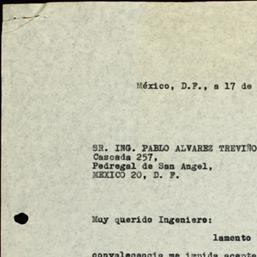 México, D.F., a 17 de
SR. ING. PABLO ALVAREZ TREVIÑO
Cascada 257,
Pedregal de San Angel,
MEXICO 20, D. F.
Muy querido Ingeniero:
lamento
convalecencia me impida acepta